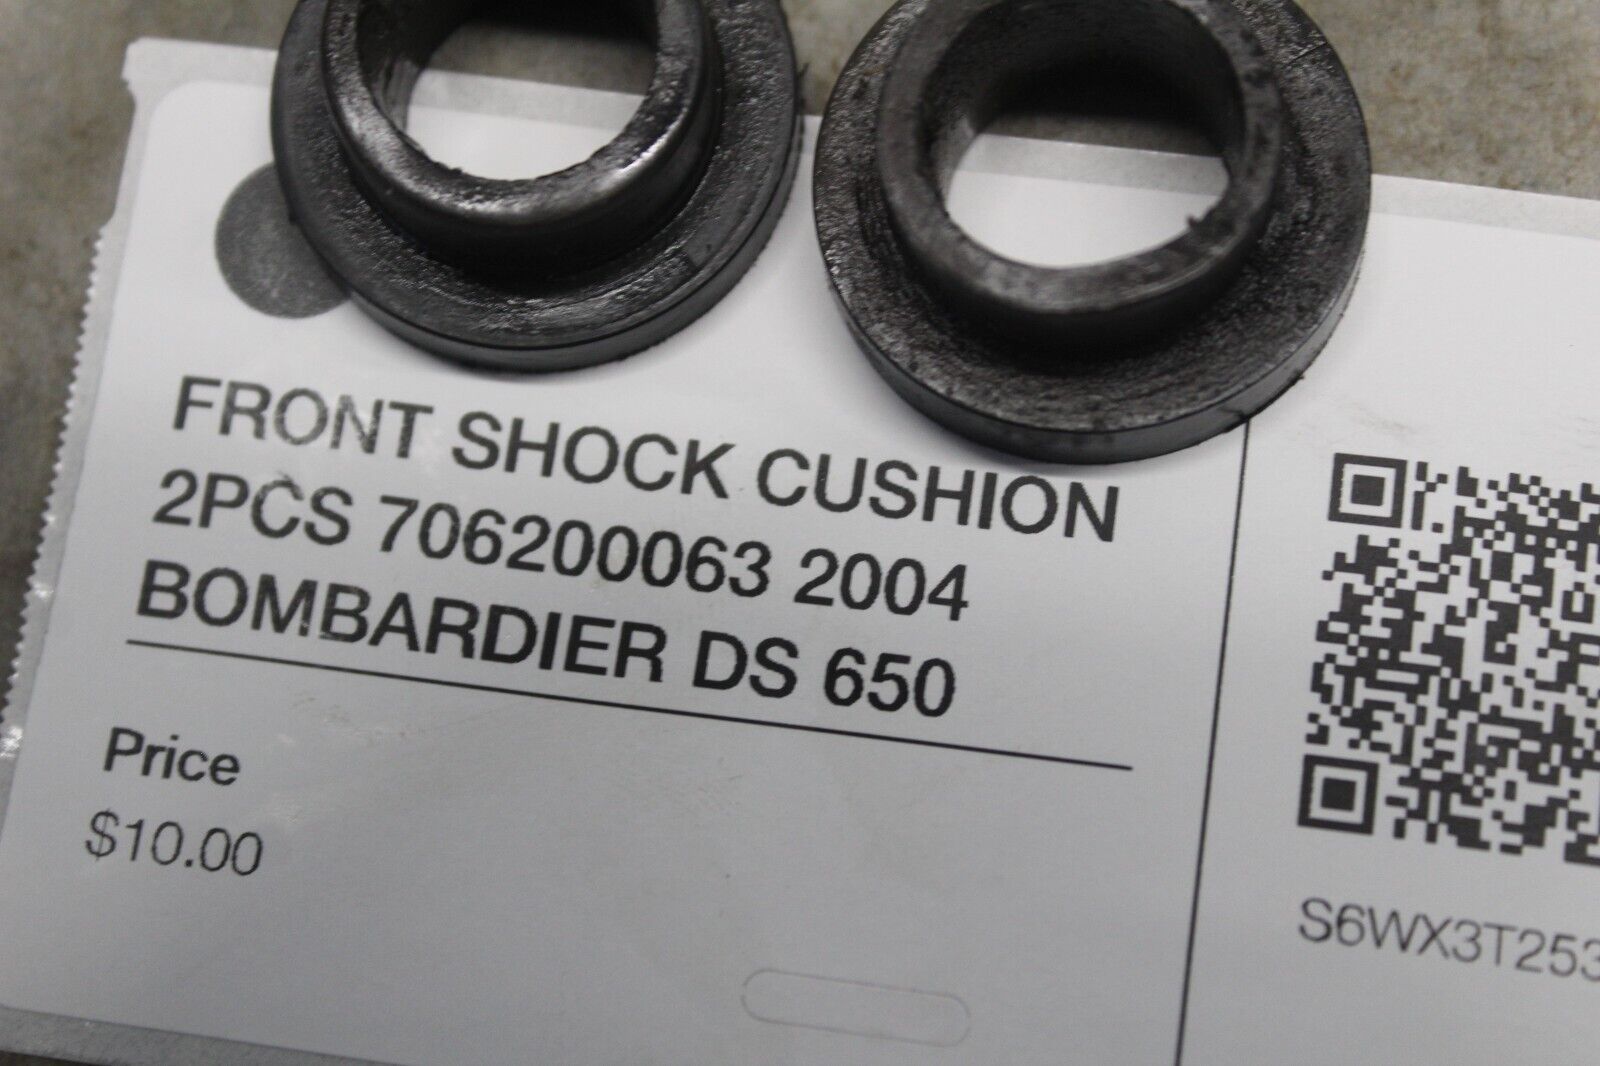 FRONT SHOCK CUSHION
2PCS 706200063 2004
BOMBARDIER DS 650
Price
$10.00
S6WX3T253